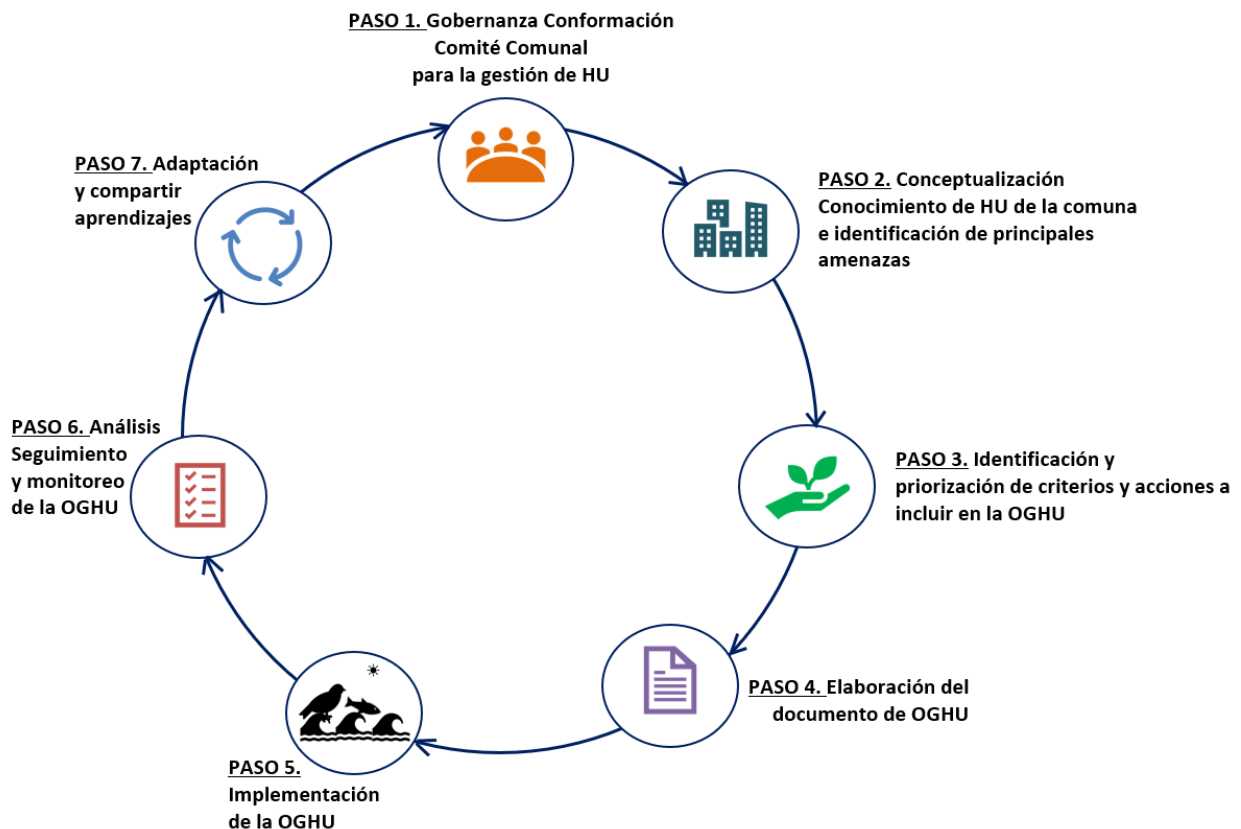 PASO 1. Gobernanza Conformación
Comité Comunal
para la gestión de HU
PASO 2. Conceptualización
Conocimiento de HU de la comuna
e identificación de principales
amenazas
PASO 3. Identificación y
priorización de criterios y acciones a
incluir en la OGHU
PASO 4. Elaboración del
documento de OGHU
PASO 5.
Implementación
de la OGHU
PASO 6. Análisis
Seguimiento
y monitoreo
de la OGHU
PASO 7. Adaptación
y compartir
aprendizajes